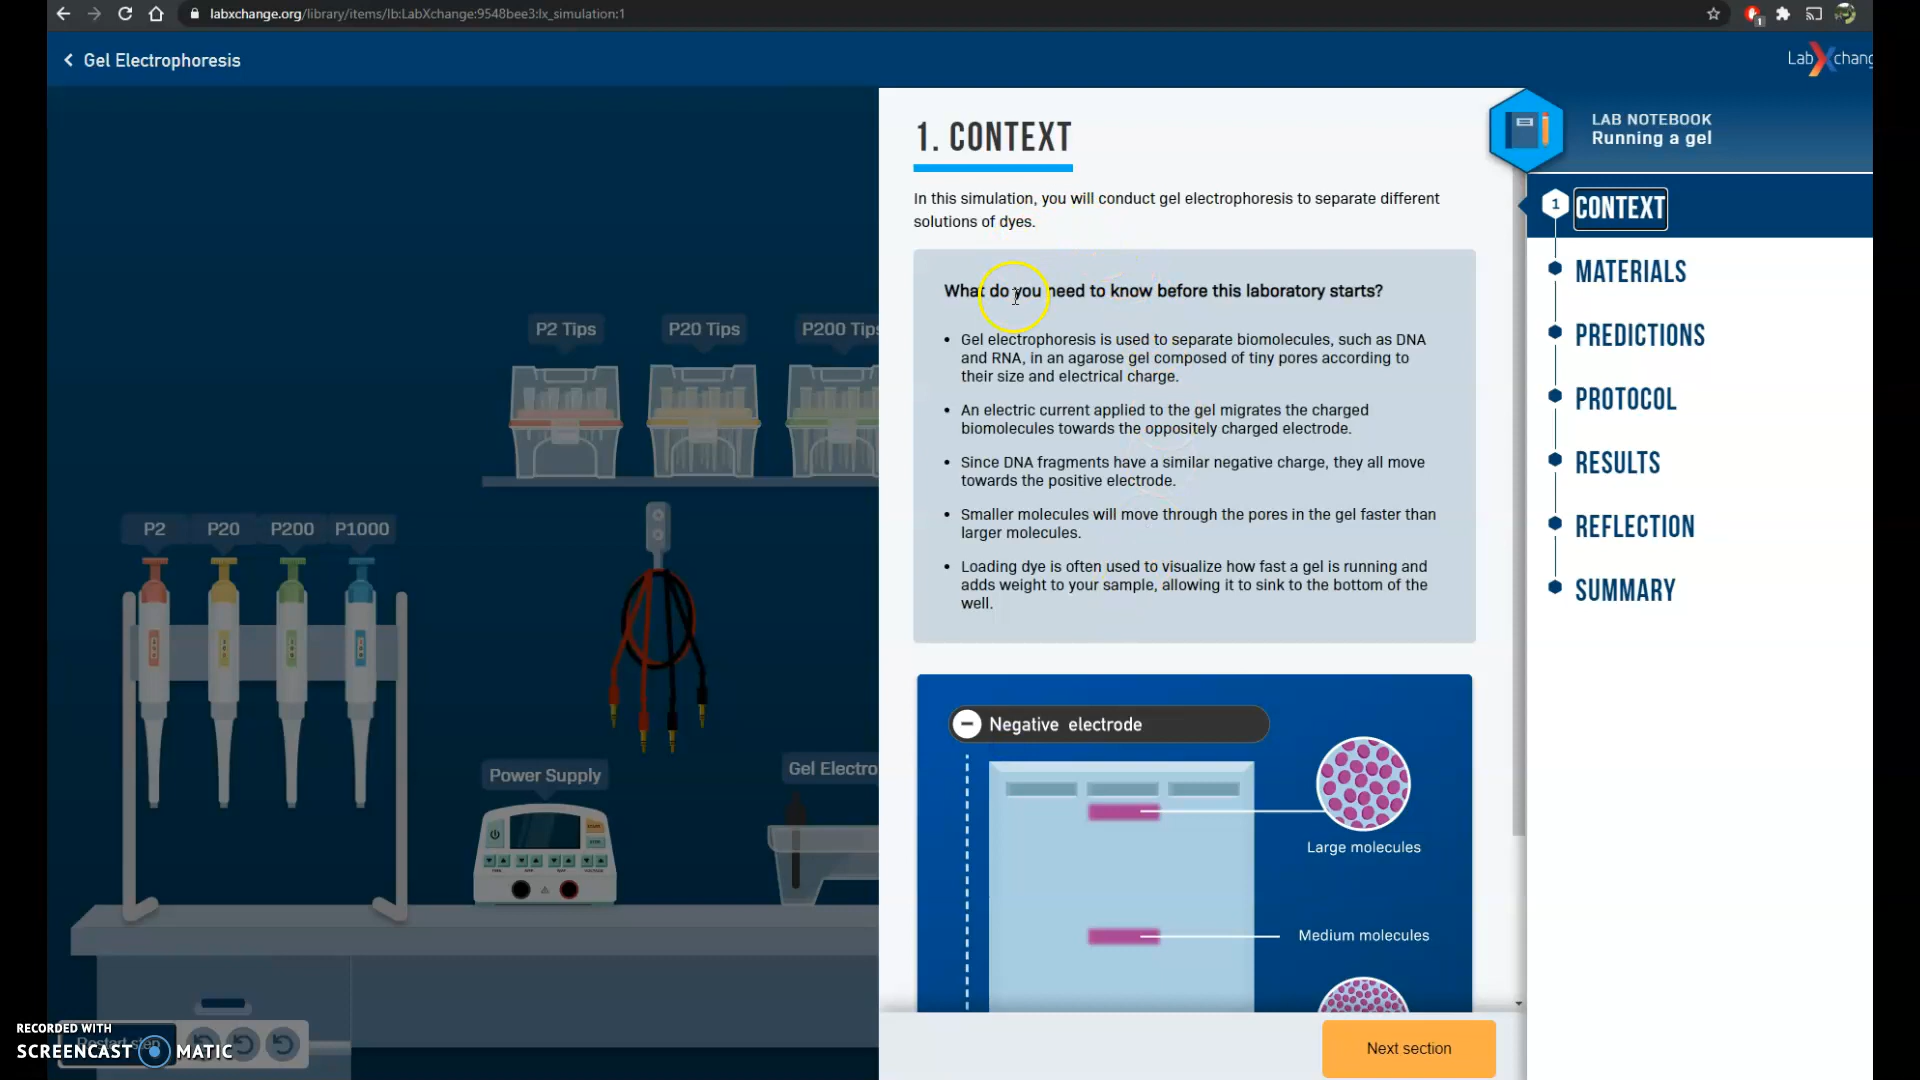 labxchange.org/library/items/lb:LabXchange:9548bee3:lx_simulation:1
1
Gel Electrophoresis
LabXchang
P2 Tips
P20 Tips
P200 Tips
P2
P20
P200
P1000
Power Supply
Gel Electro
1. CONTEXT
In this simulation, you will conduct gel electrophoresis to separate different
solutions of dyes.
What do you need to know before this laboratory starts?
• Gel electrophoresis is used to separate biomolecules, such as DNA
and RNA, in an agarose gel composed of tiny pores according to
their size and electrical charge.
• An electric current applied to the gel migrates the charged
biomolecules towards the oppositely charged electrode.
• Since DNA fragments have a similar negative charge, they all move
towards the positive electrode.
• Smaller molecules will move through the pores in the gel faster than
larger molecules.
• Loading dye is often used to visualize how fast a gel is running and
adds weight to your sample, allowing it to sink to the bottom of the
well.
Negative electrode
Large molecules
Medium molecules
Next section
LAB NOTEBOOK
Running a gel
1 CONTEXT
MATERIALS
PREDICTIONS
PROTOCOL
RESULTS
REFLECTION
SUMMARY
Restart step
RECORDED WITH
SCREENCAST MATIC